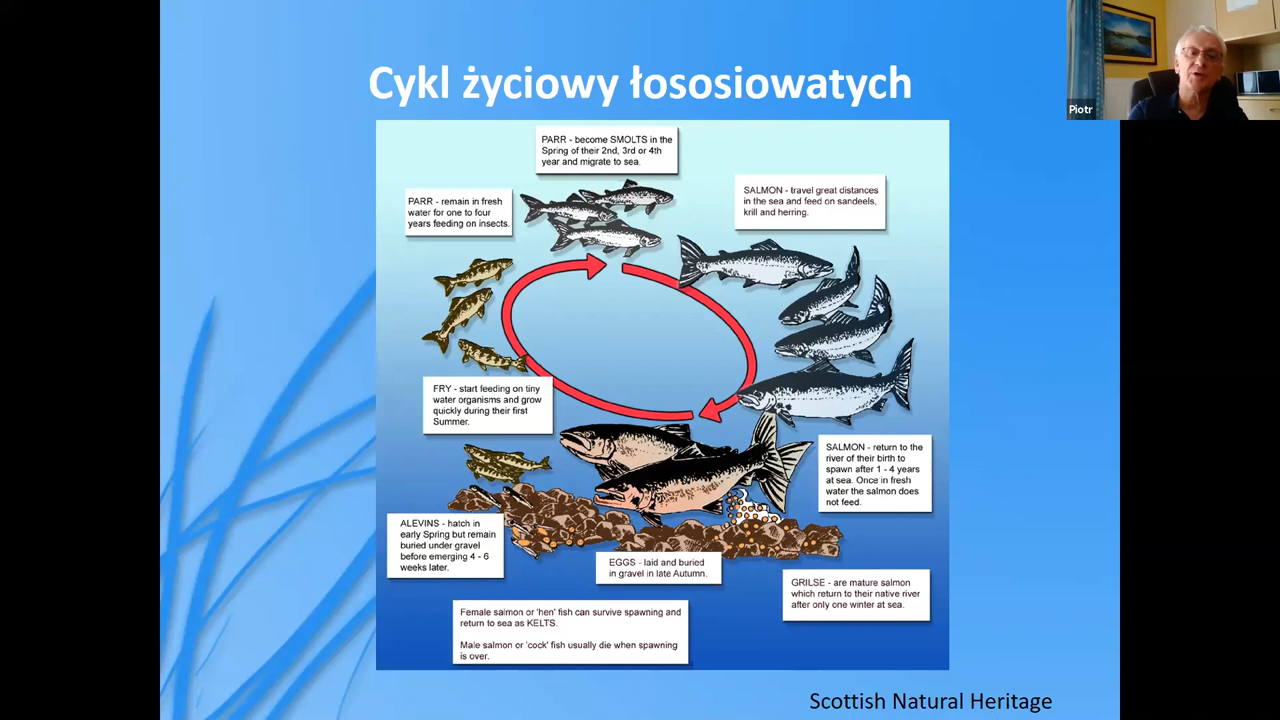 Cykl życiowy łososiowatych
Piotr
PARR - become SMOLTS in the
Spring of their 2nd, 3rd or 4th
year and migrate to sea.
PARR - remain in fresh
water for one to four
years feeding on insects.
SALMON - travel great distances
in the sea and feed on sandeels,
krill and herring.
FRY - start feeding on tiny
water organisms and grow
quickly during their first
Summer.
SALMON - return to the
river of their birth to
spawn after 1 - 4 years
at sea. Once in fresh
water the salmon does
not feed.
ALEVINS - hatch in
early Spring but remain
buried under gravel
before emerging 4 - 6
weeks later.
EGGS - laid and buried
in gravel in late Autumn.
GRILSE - are mature salmon
which return to their native river
after only one winter at sea.
Female salmon or 'hen' fish can survive spawning and
return to sea as KELTS.
Male salmon or 'cock' fish usually die when spawning
is over.
Scottish Natural Heritage